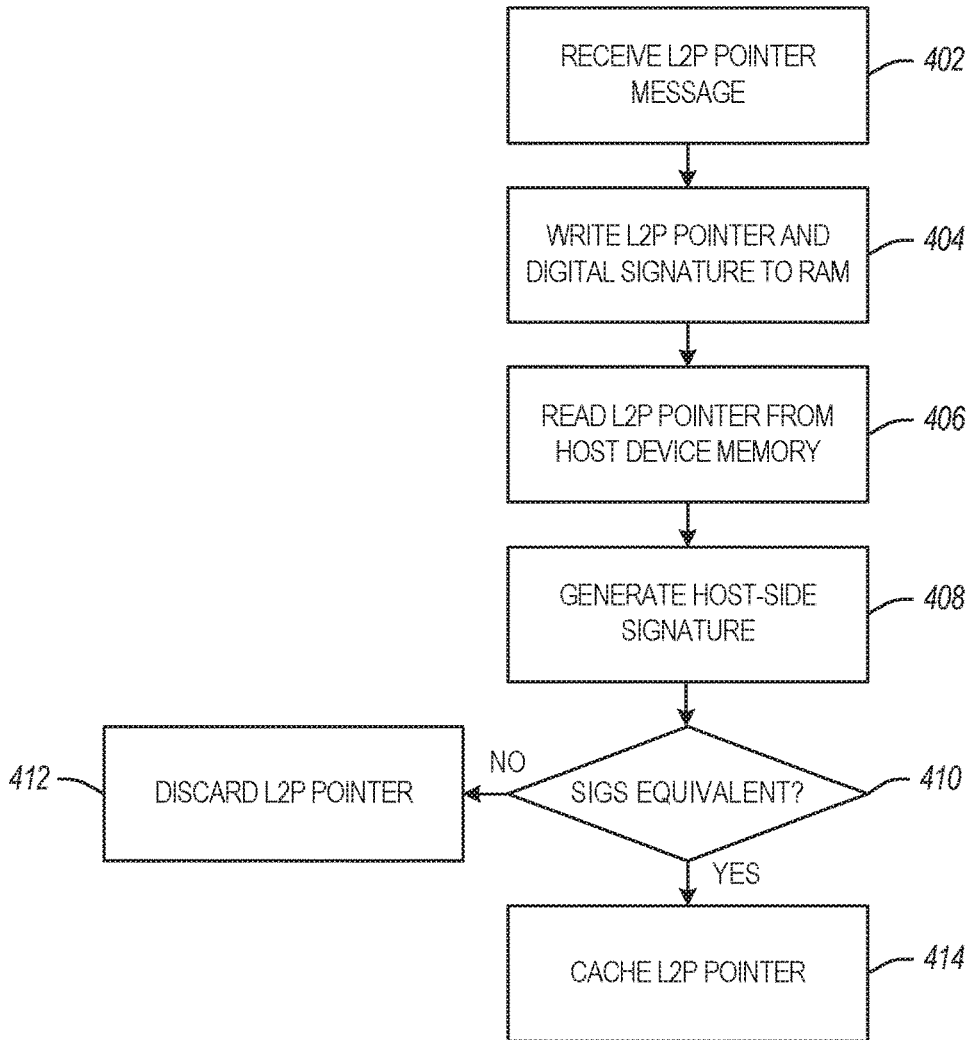 RECEIVE L2P POINTER
MESSAGE
402
WRITE L2P POINTER AND
DIGITAL SIGNATURE TO RAM
404
READ L2P POINTER FROM
HOST DEVICE MEMORY
406
GENERATE HOST-SIDE
SIGNATURE
408
412
DISCARD L2P POINTER
NO
SIGS EQUIVALENT?
410
YES
CACHE L2P POINTER
414